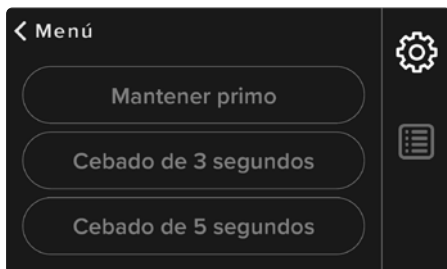 Menú
Mantener primo
Cebado de 3 segundos
Cebado de 5 segundos